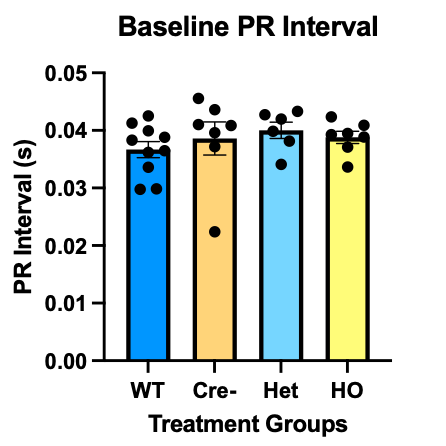 Baseline PR Interval
PR Interval (s)
0.05
0.04
0.03
0.02
0.01
0.00
WT Cre- Het HO
Treatment Groups